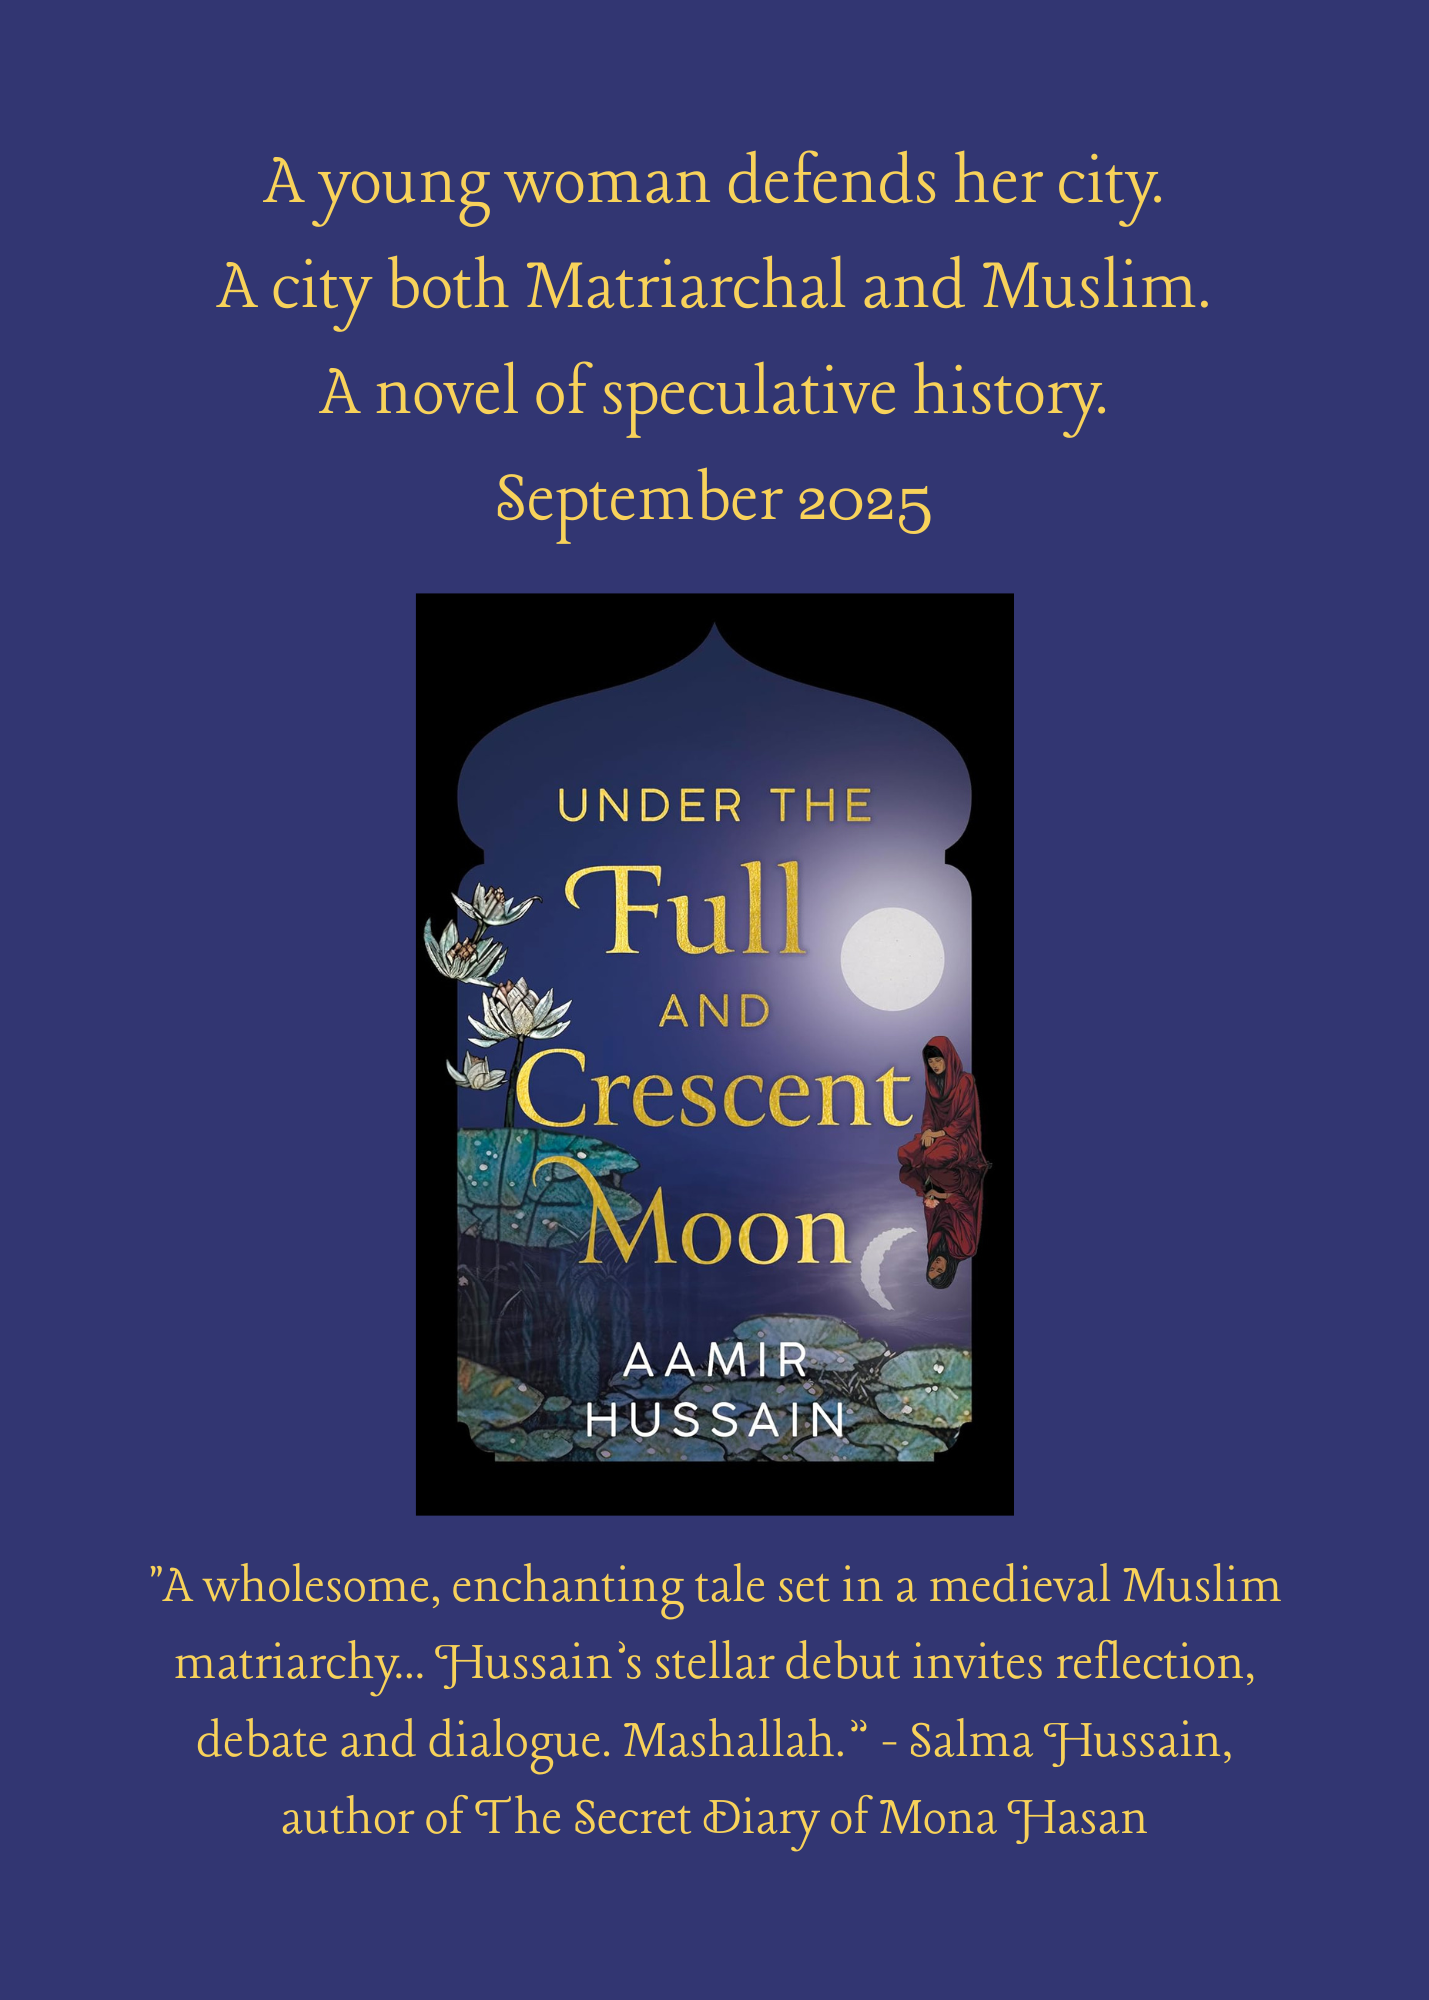 A young woman defends her city.
A city both Matriarchal and Muslim.
A novel of speculative history.
September 2025
UNDER THE
Full
AND
Crescent
Moon
AAMIR
HUSSAIN
"A wholesome, enchanting tale set in a medieval Muslim
matriarchy... Hussain’s stellar debut invites reflection,
debate and dialogue. Mashallah.” - Salma Hussain,
author of The Secret Diary of Mona Hasan